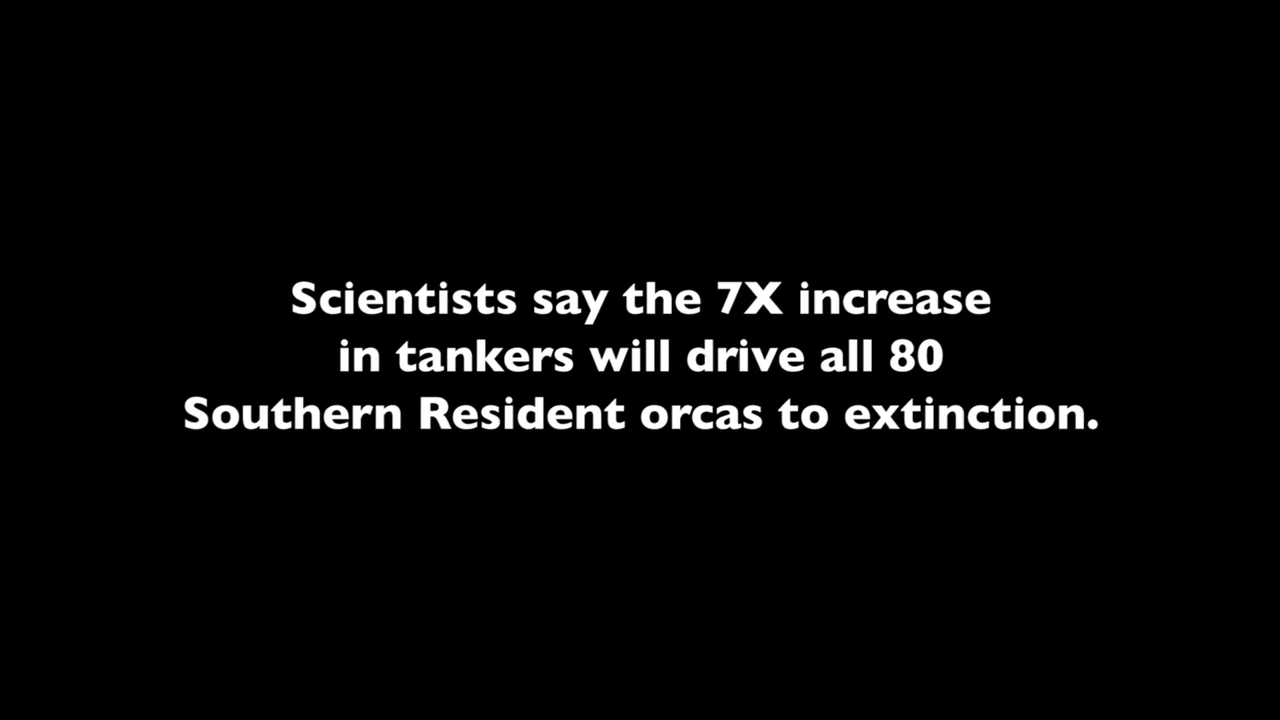 Scientists say the 7X increase
in tankers will drive all 80
Southern Resident orcas to extinction.